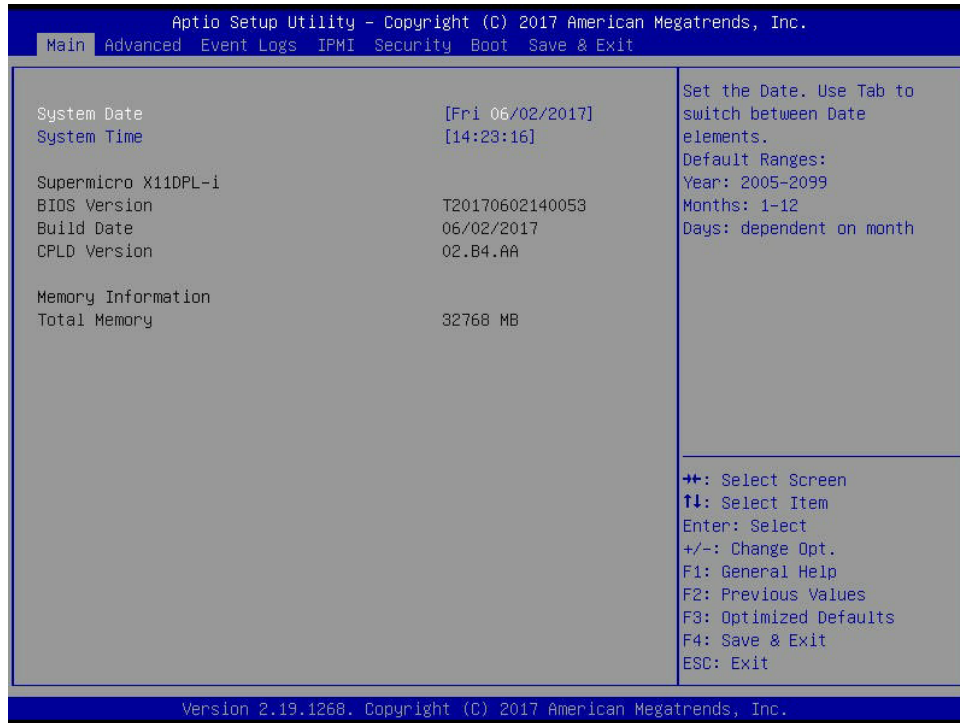 Aptio Setup Utility – Copyright (C) 2017 American Megatrends, Inc.
Main Advanced Event Logs IPMI Security Boot Save & Exit
System Date [Fri 06/02/2017]
System Time [14:23:16]
Supermicro X11DPL-i
BIOS Version T20170602140053
Build Date 06/02/2017
CPLD Version 02.B4.AA
Memory Information
Total Memory 32768 MB
Set the Date. Use Tab to
switch between Date
elements.
Default Ranges:
Year: 2005-2099
Months: 1-12
Days: dependent on month
→←: Select Screen
↑↓: Select Item
Enter: Select
+/-: Change Opt.
F1: General Help
F2: Previous Values
F3: Optimized Defaults
F4: Save & Exit
ESC: Exit
Version 2.19.1268. Copyright (C) 2017 American Megatrends, Inc.